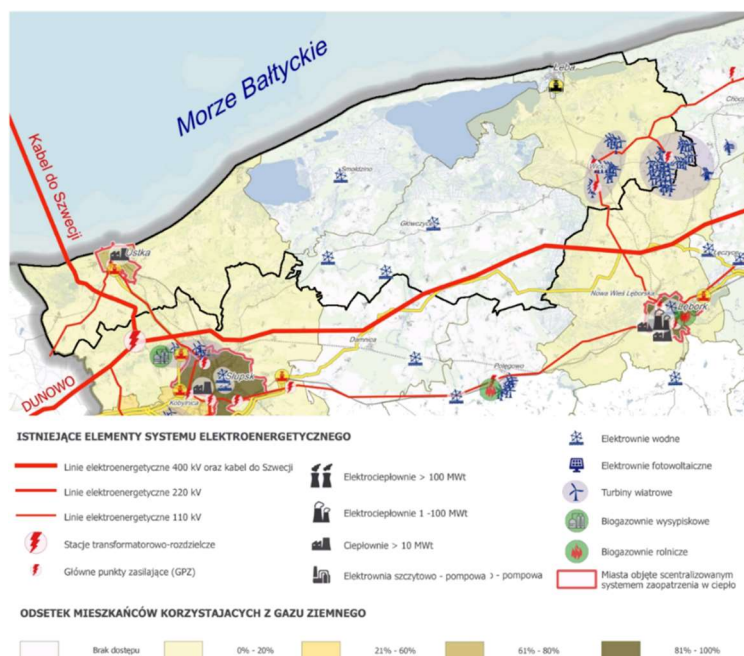 Morze Bałtyckie
Łeba
Kabel do Szwecji
Smołdzino
Główczyce
Ustka
Łęczyce
Nowa Wieś Lęborska
Lębork
Damnica
DUNOWO
Słupsk
Potęgowo
Kobylnica
ISTNIEJĄCE ELEMENTY SYSTEMU ELEKTROENERGETYCZNEGO
Linie elektroenergetyczne 400 kV oraz kabel do Szwecji
Linie elektroenergetyczne 220 kV
Linie elektroenergetyczne 110 kV
Stacje transformatorowo-rozdzielcze
Główne punkty zasilające (GPZ)
Elektrociepłownie > 100 MWt
Elektrociepłownie 1 -100 MWt
Ciepłownie > 10 MWt
Elektrownia szczytowo - pompowa ɔ - pompowa
Elektrownie wodne
Elektrownie fotowoltaiczne
Turbiny wiatrowe
Biogazownie wysypiskowe
Biogazownie rolnicze
Miasta objęte scentralizowanym
systemem zaopatrzenia w ciepło
ODSETEK MIESZKAŃCÓW KORZYSTAJACYCH Z GAZU ZIEMNEGO
Brak dostępu
0% - 20%
21% - 60%
61% - 80%
81% - 100%